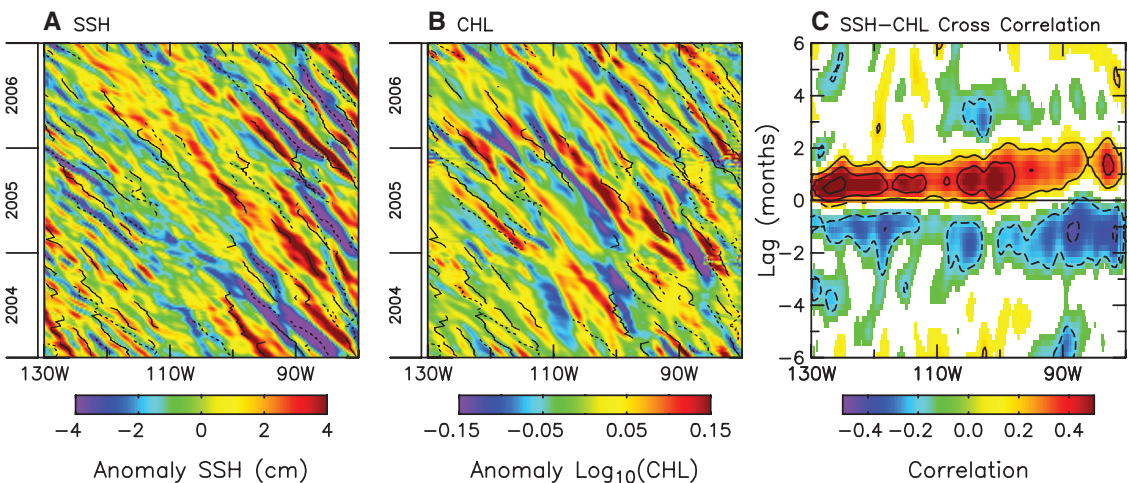 A SSH
2006
2005
2004
130W 110W 90W
−4 −2 0 2 4
Anomaly SSH (cm)
B CHL
2006
2005
2004
130W 110W 90W
−0.15 −0.05 0.05 0.15
Anomaly Log10(CHL)
C SSH−CHL Cross Correlation
Lag (months)
6
4
2
0
−2
−4
−6
130W 110W 90W
−0.4 −0.2 0.0 0.2 0.4
Correlation